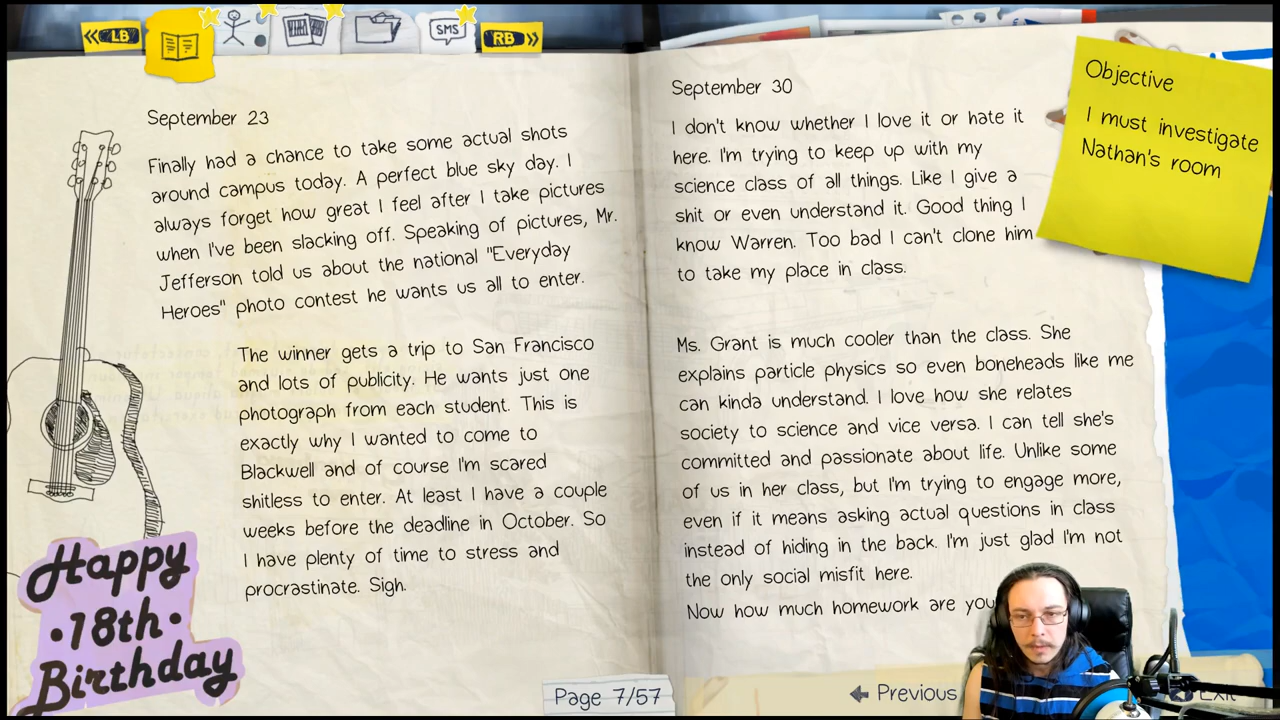 LB
SMS
RB
September 23
Finally had a chance to take some actual shots
around campus today. A perfect blue sky day. I
always forget how great I feel after I take pictures
when I've been slacking off. Speaking of pictures, Mr.
Jefferson told us about the national "Everyday
Heroes" photo contest he wants us all to enter.
The winner gets a trip to San Francisco
and lots of publicity. He wants just one
photograph from each student. This is
exactly why I wanted to come to
Blackwell and of course I'm scared
shitless to enter. At least I have a couple
weeks before the deadline in October. So
I have plenty of time to stress and
procrastinate. Sigh.
Happy
•18th•
Birthday
September 30
I don't know whether I love it or hate it
here. I'm trying to keep up with my
science class of all things. Like I give a
shit or even understand it. Good thing I
know Warren. Too bad I can't clone him
to take my place in class.
Ms. Grant is much cooler than the class. She
explains particle physics so even boneheads like me
can kinda understand. I love how she relates
society to science and vice versa. I can tell she's
committed and passionate about life. Unlike some
of us in her class, but I'm trying to engage more,
even if it means asking actual questions in class
instead of hiding in the back. I'm just glad I'm not
the only social misfit here.
Now how much homework are you
Objective
I must investigate
Nathan's room
Page 7/57
Previous
Exit